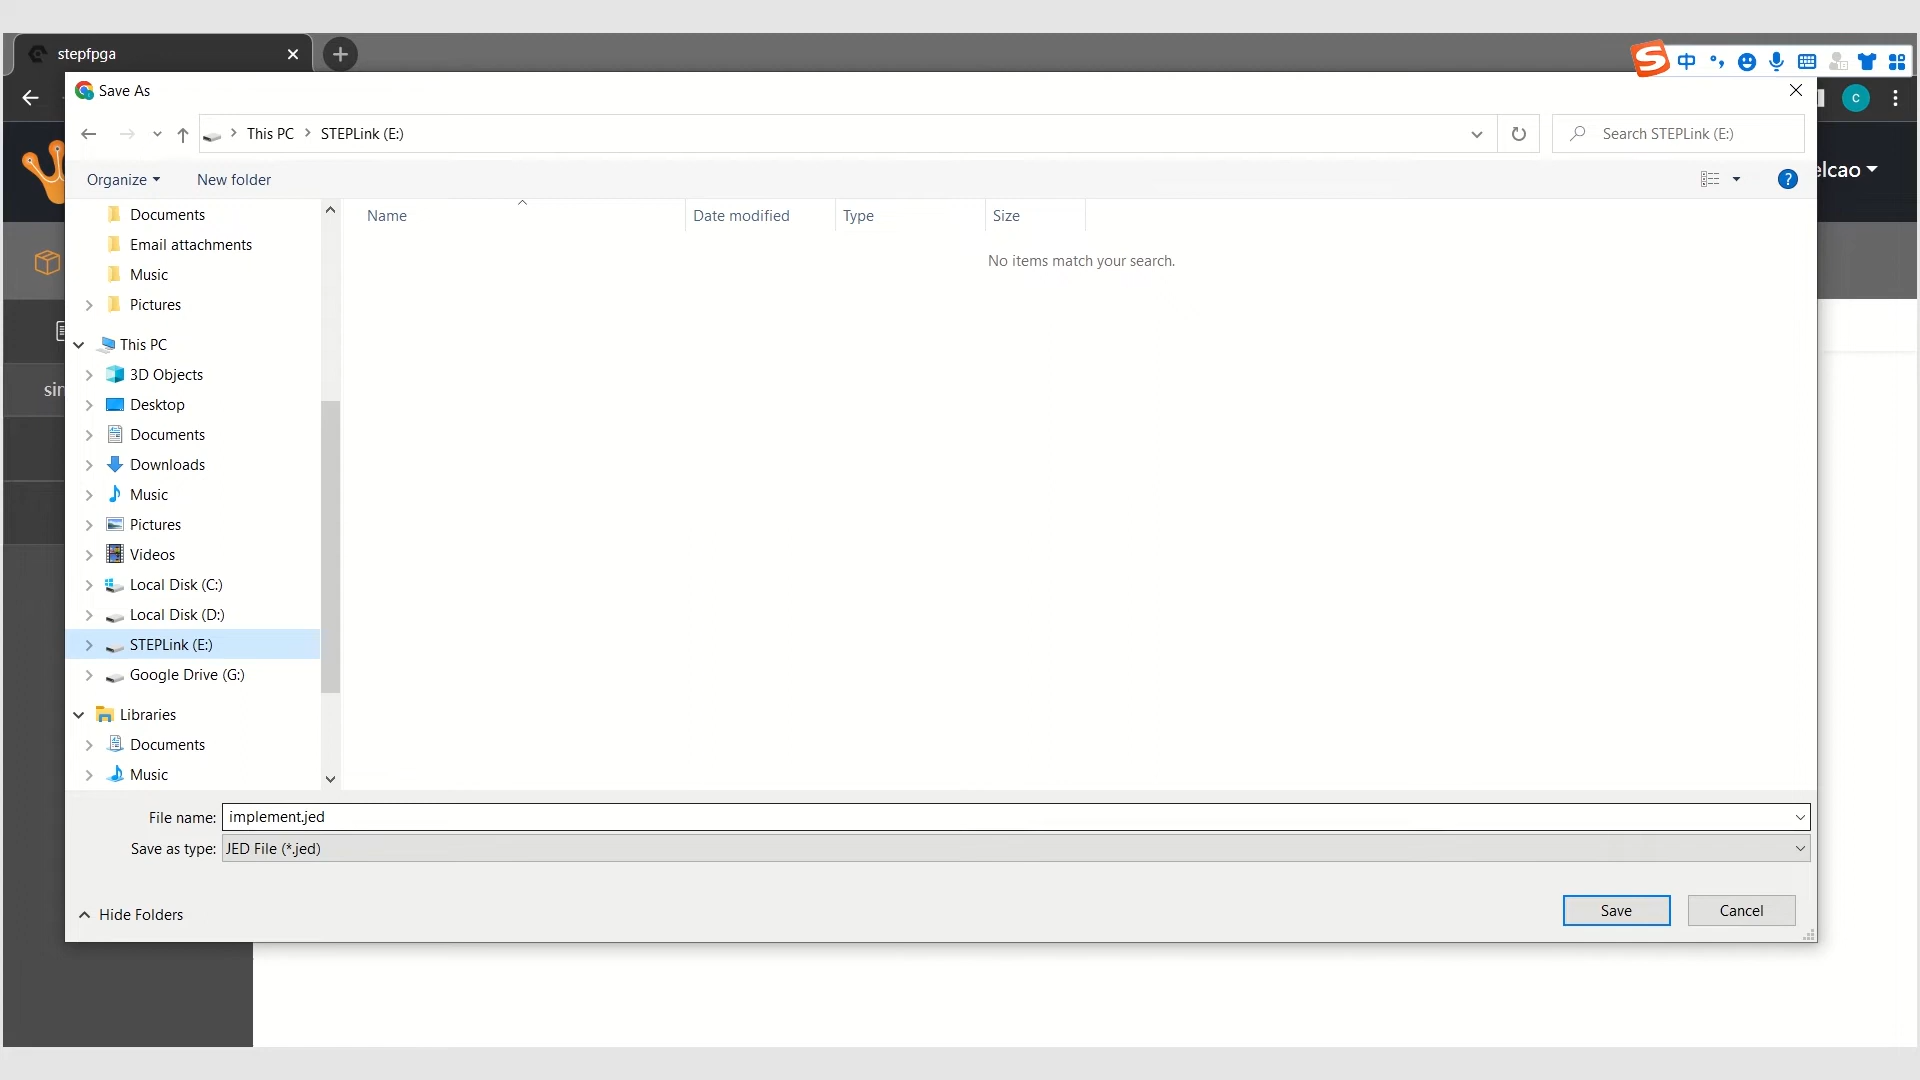 stepfpga
中
Save As
C
This PC
STEPLink (E:)
Search STEPLink (E:)
elcao
Organize
New folder
?
Name
Date modified
Type
Size
No items match your search.
Documents
Email attachments
Music
Pictures
This PC
3D Objects
Desktop
Documents
Downloads
Music
Pictures
Videos
Local Disk (C:)
Local Disk (D:)
STEPLink (E:)
Google Drive (G:)
Libraries
Documents
Music
sin
File name: implement.jed
Save as type: JED File (*.jed)
Hide Folders
Save
Cancel